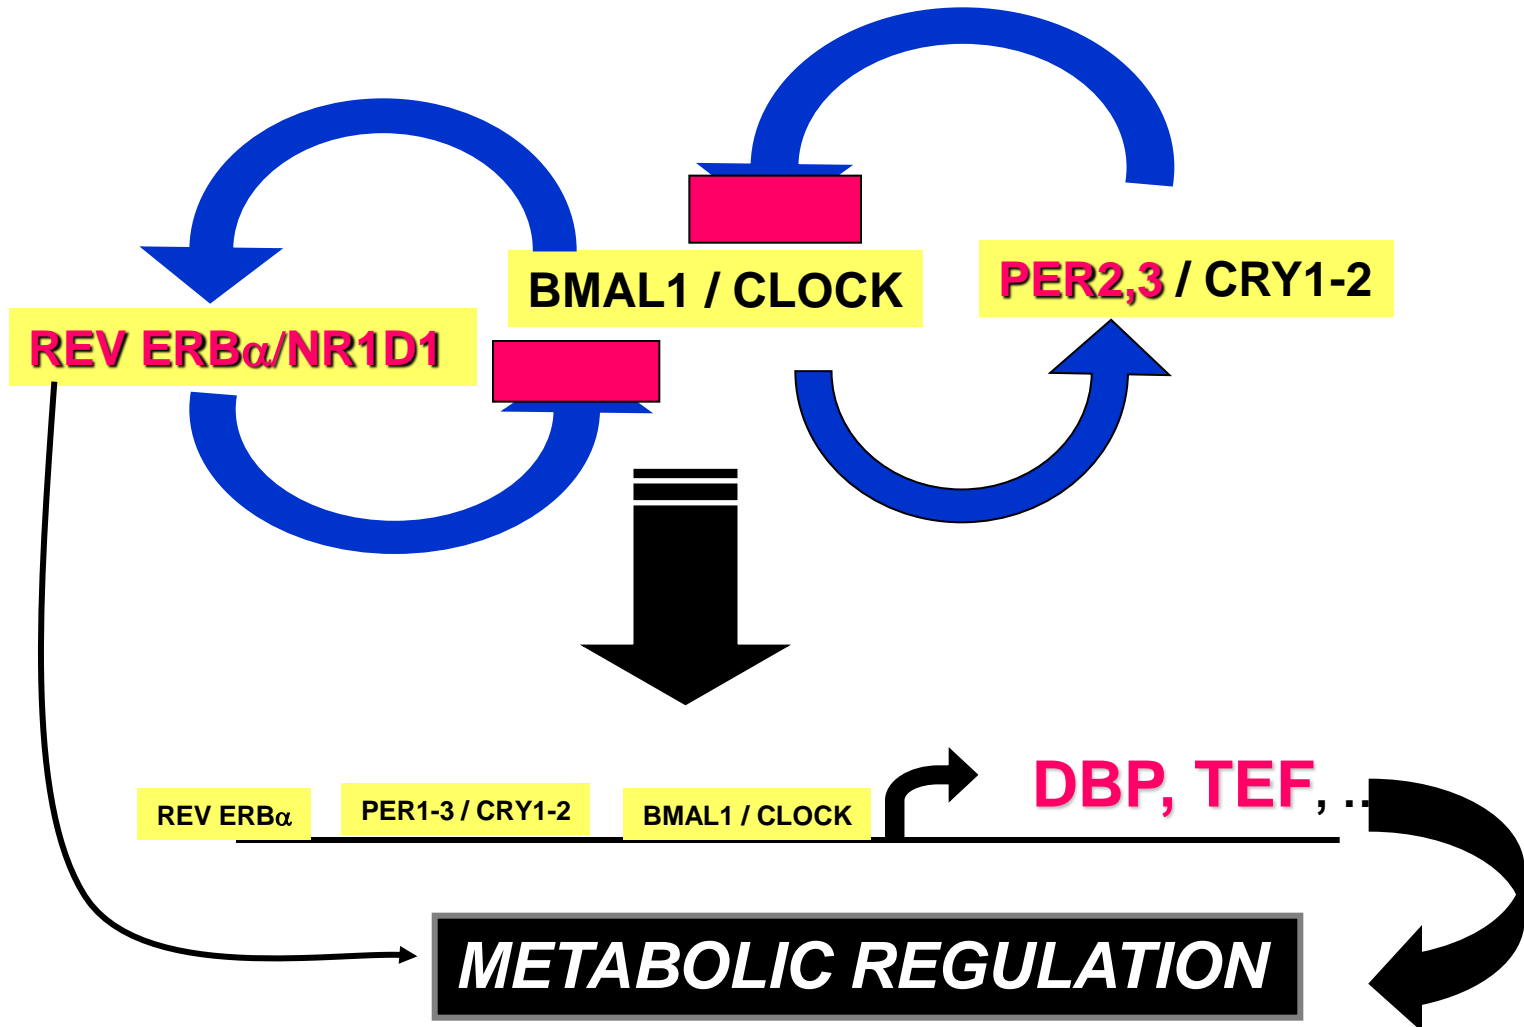 BMAL1 / CLOCK
PER2,3 / CRY1-2
REV ERBα/NR1D1
DBP, TEF, ..
REV ERBα
PER1-3 / CRY1-2
BMAL1 / CLOCK
METABOLIC REGULATION